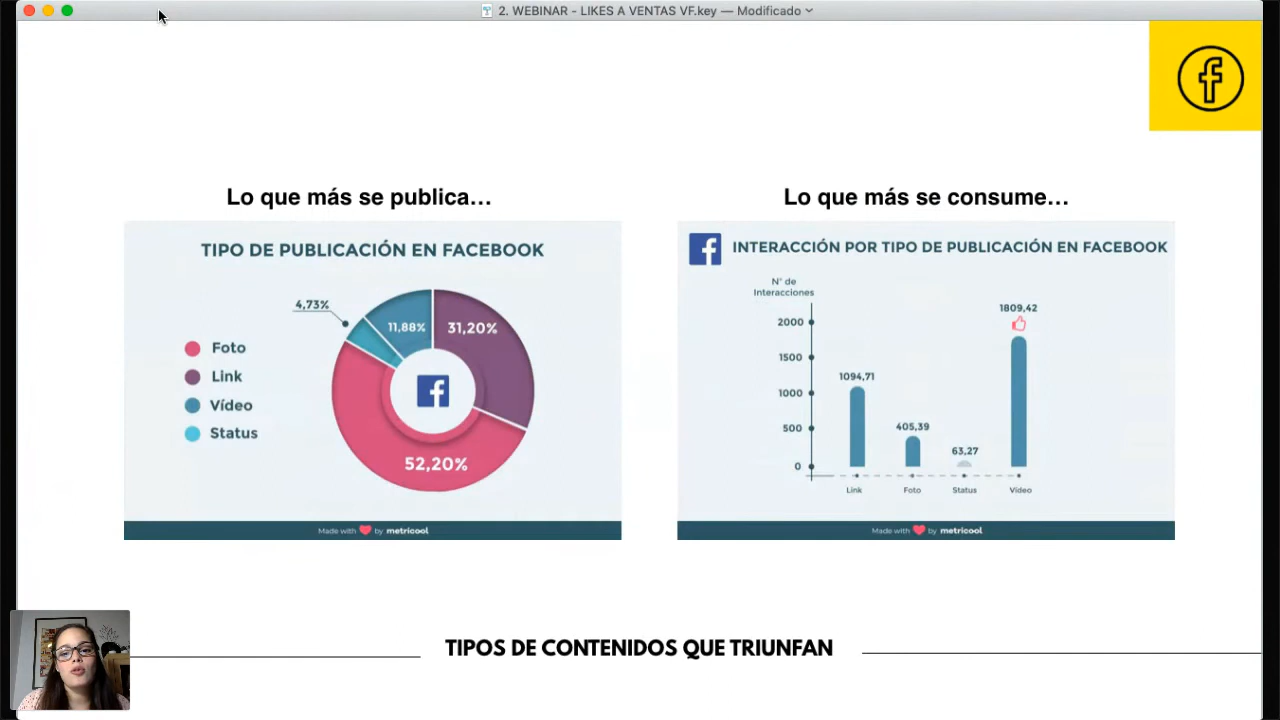 2. WEBINAR - LIKES A VENTAS VF.key — Modificado
Lo que más se publica…
TIPO DE PUBLICACIÓN EN FACEBOOK
4,73%
11,88%
31,20%
Foto
Link
Vídeo
Status
52,20%
Made with by metricool
Lo que más se consume…
INTERACCIÓN POR TIPO DE PUBLICACIÓN EN FACEBOOK
N° de
Interacciones
1809,42
2000
1500
1094,71
1000
405,39
500
63,27
0
Link Foto Status Vídeo
Made with by metricool
TIPOS DE CONTENIDOS QUE TRIUNFAN